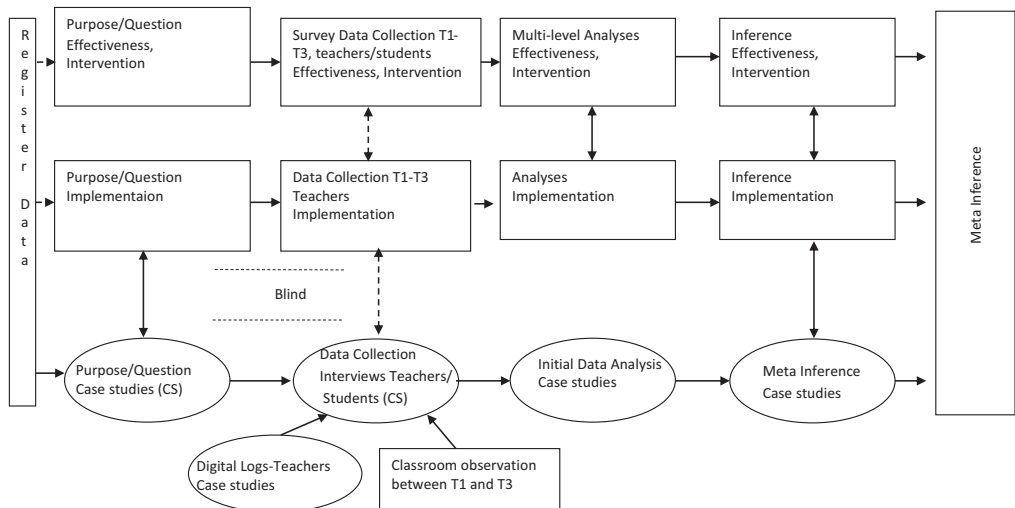 Register Data
Purpose/Question
Effectiveness,
Intervention
Survey Data Collection T1-
T3, teachers/students
Effectiveness, Intervention
Multi-level Analyses
Effectiveness,
Intervention
Inference
Effectiveness,
Intervention
Purpose/Question
Implementaion
Data Collection T1-T3
Teachers
Implementation
Analyses
Implementation
Inference
Implementation
Meta Inference
Blind
Purpose/Question
Case studies (CS)
Data Collection
Interviews Teachers/
Students (CS)
Initial Data Analysis
Case studies
Meta Inference
Case studies
Digital Logs-Teachers
Case studies
Classroom observation
between T1 and T3